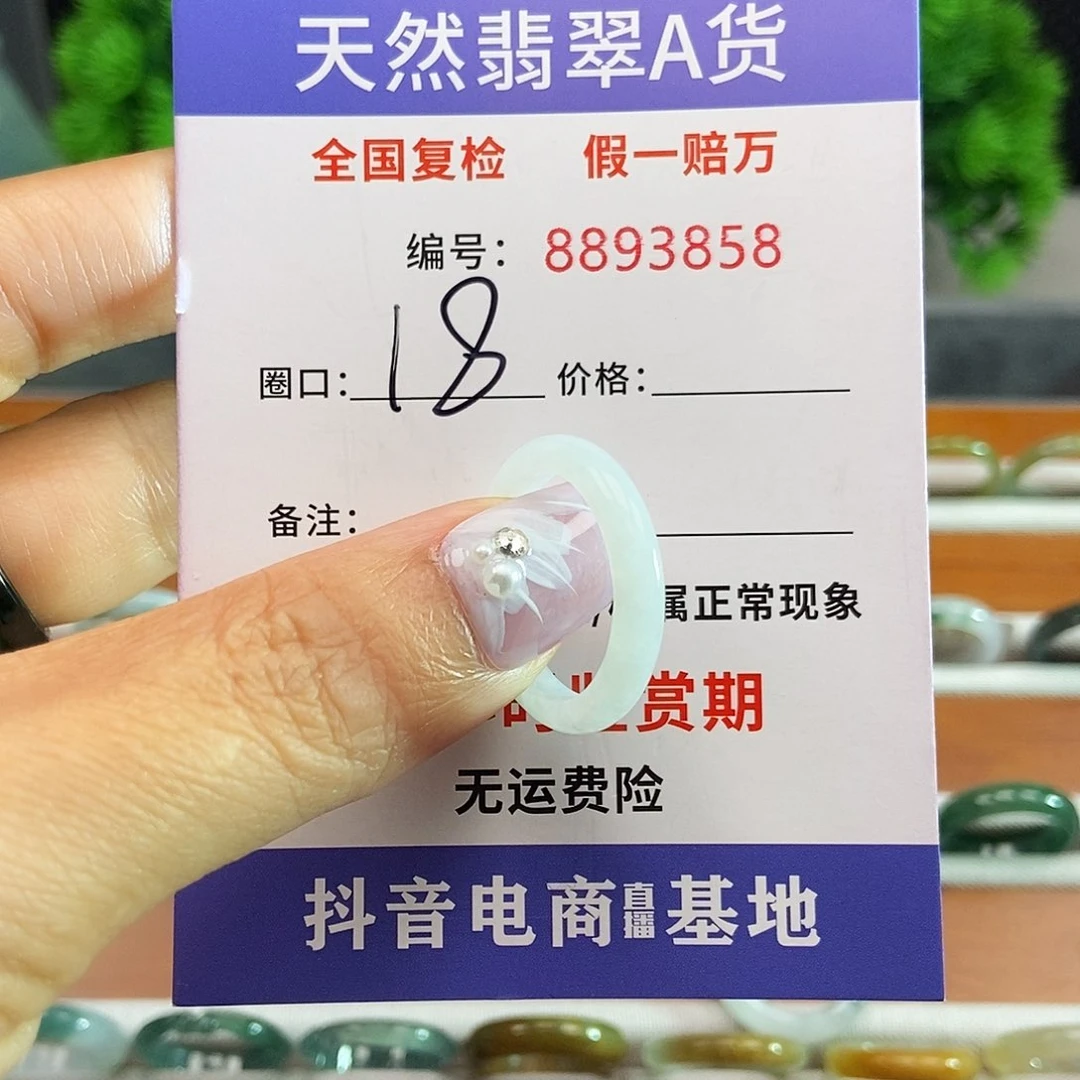 天然翡翠A货
全国复检 假一赔万
编号：8893858
圈口：18 价格：
备注：
属正常现象
赏期
无运费险
抖音电商直播基地